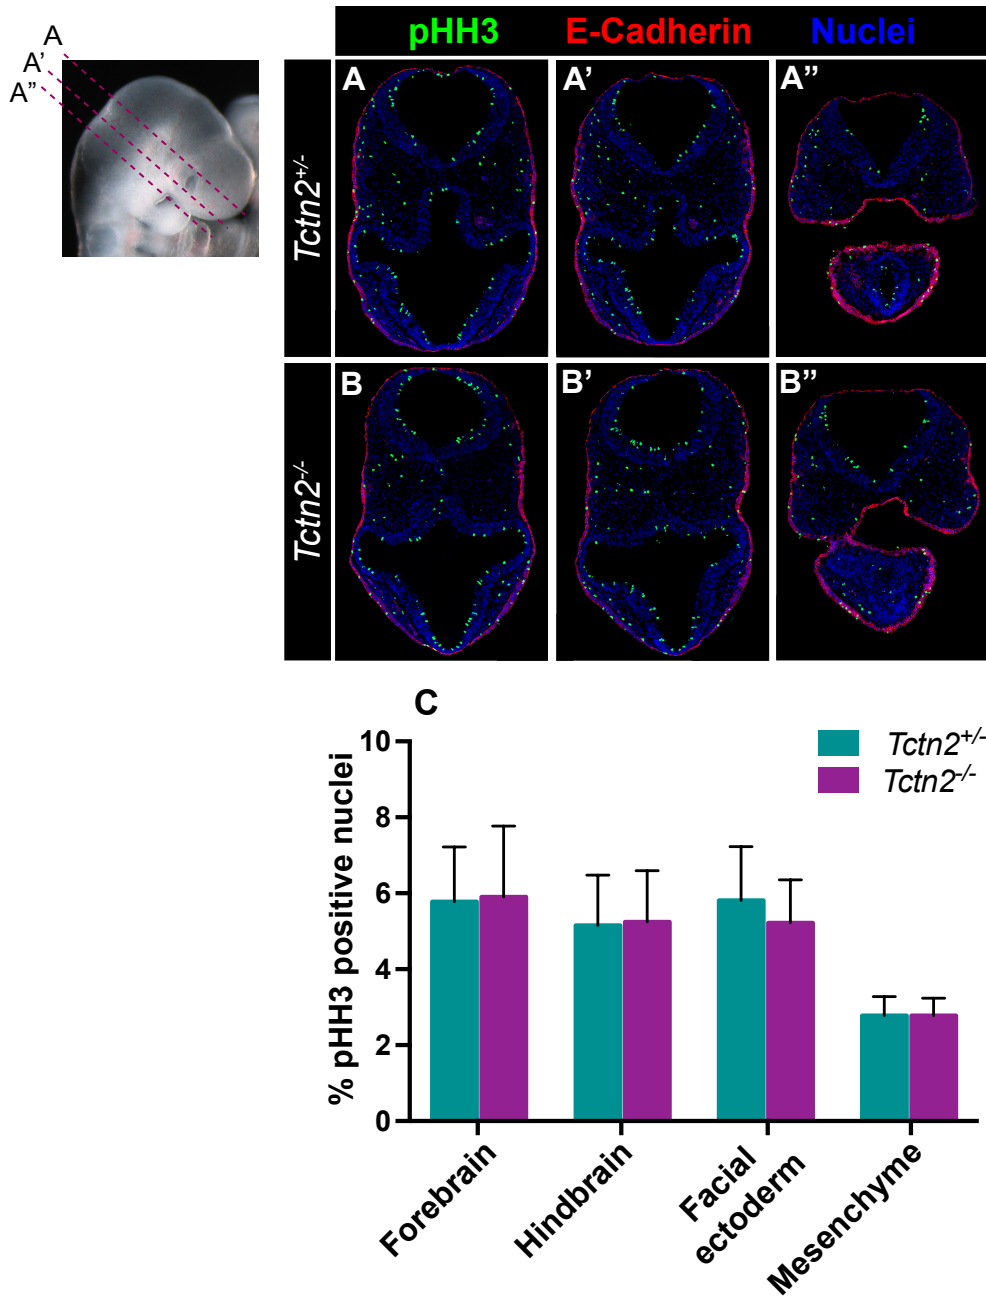 A
A’
A”
pHH3 E-Cadherin Nuclei
Tctn2+/-
A A’ A”
Tctn2-/-
B B’ B”
C
% pHH3 positive nuclei
10
8
6
4
2
0
Tctn2+/-
Tctn2-/-
Forebrain
Hindbrain
Facial
ectoderm
Mesenchyme